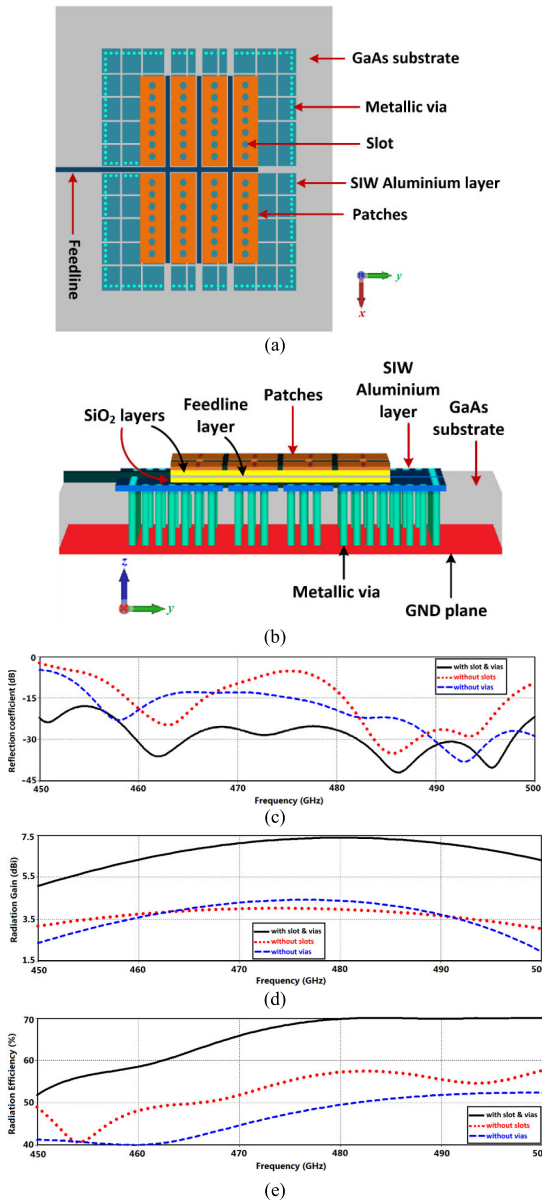 GaAs substrate
Metallic via
Slot
SIW Aluminium layer
Patches
Feedline
y
x
(a)
SiO2 layers
Feedline
layer
Patches
SIW
Aluminium
layer
GaAs
substrate
z
y
Metallic via
GND plane
(b)
Reflection coefficient (dB)
0
-15
-30
-45
with slot & vias
without slots
without vias
450 460 470 480 490 500
Frequency (GHz)
(c)
Radiation Gain (dBi)
7.5
5.5
3.5
1.5
with slot & vias
without slots
without vias
450 460 470 480 490 500
Frequency (GHz)
(d)
Radiation Efficiency (%)
70
60
50
40
with slot & vias
without slots
without vias
450 460 470 480 490 500
Frequency (GHz)
(e)